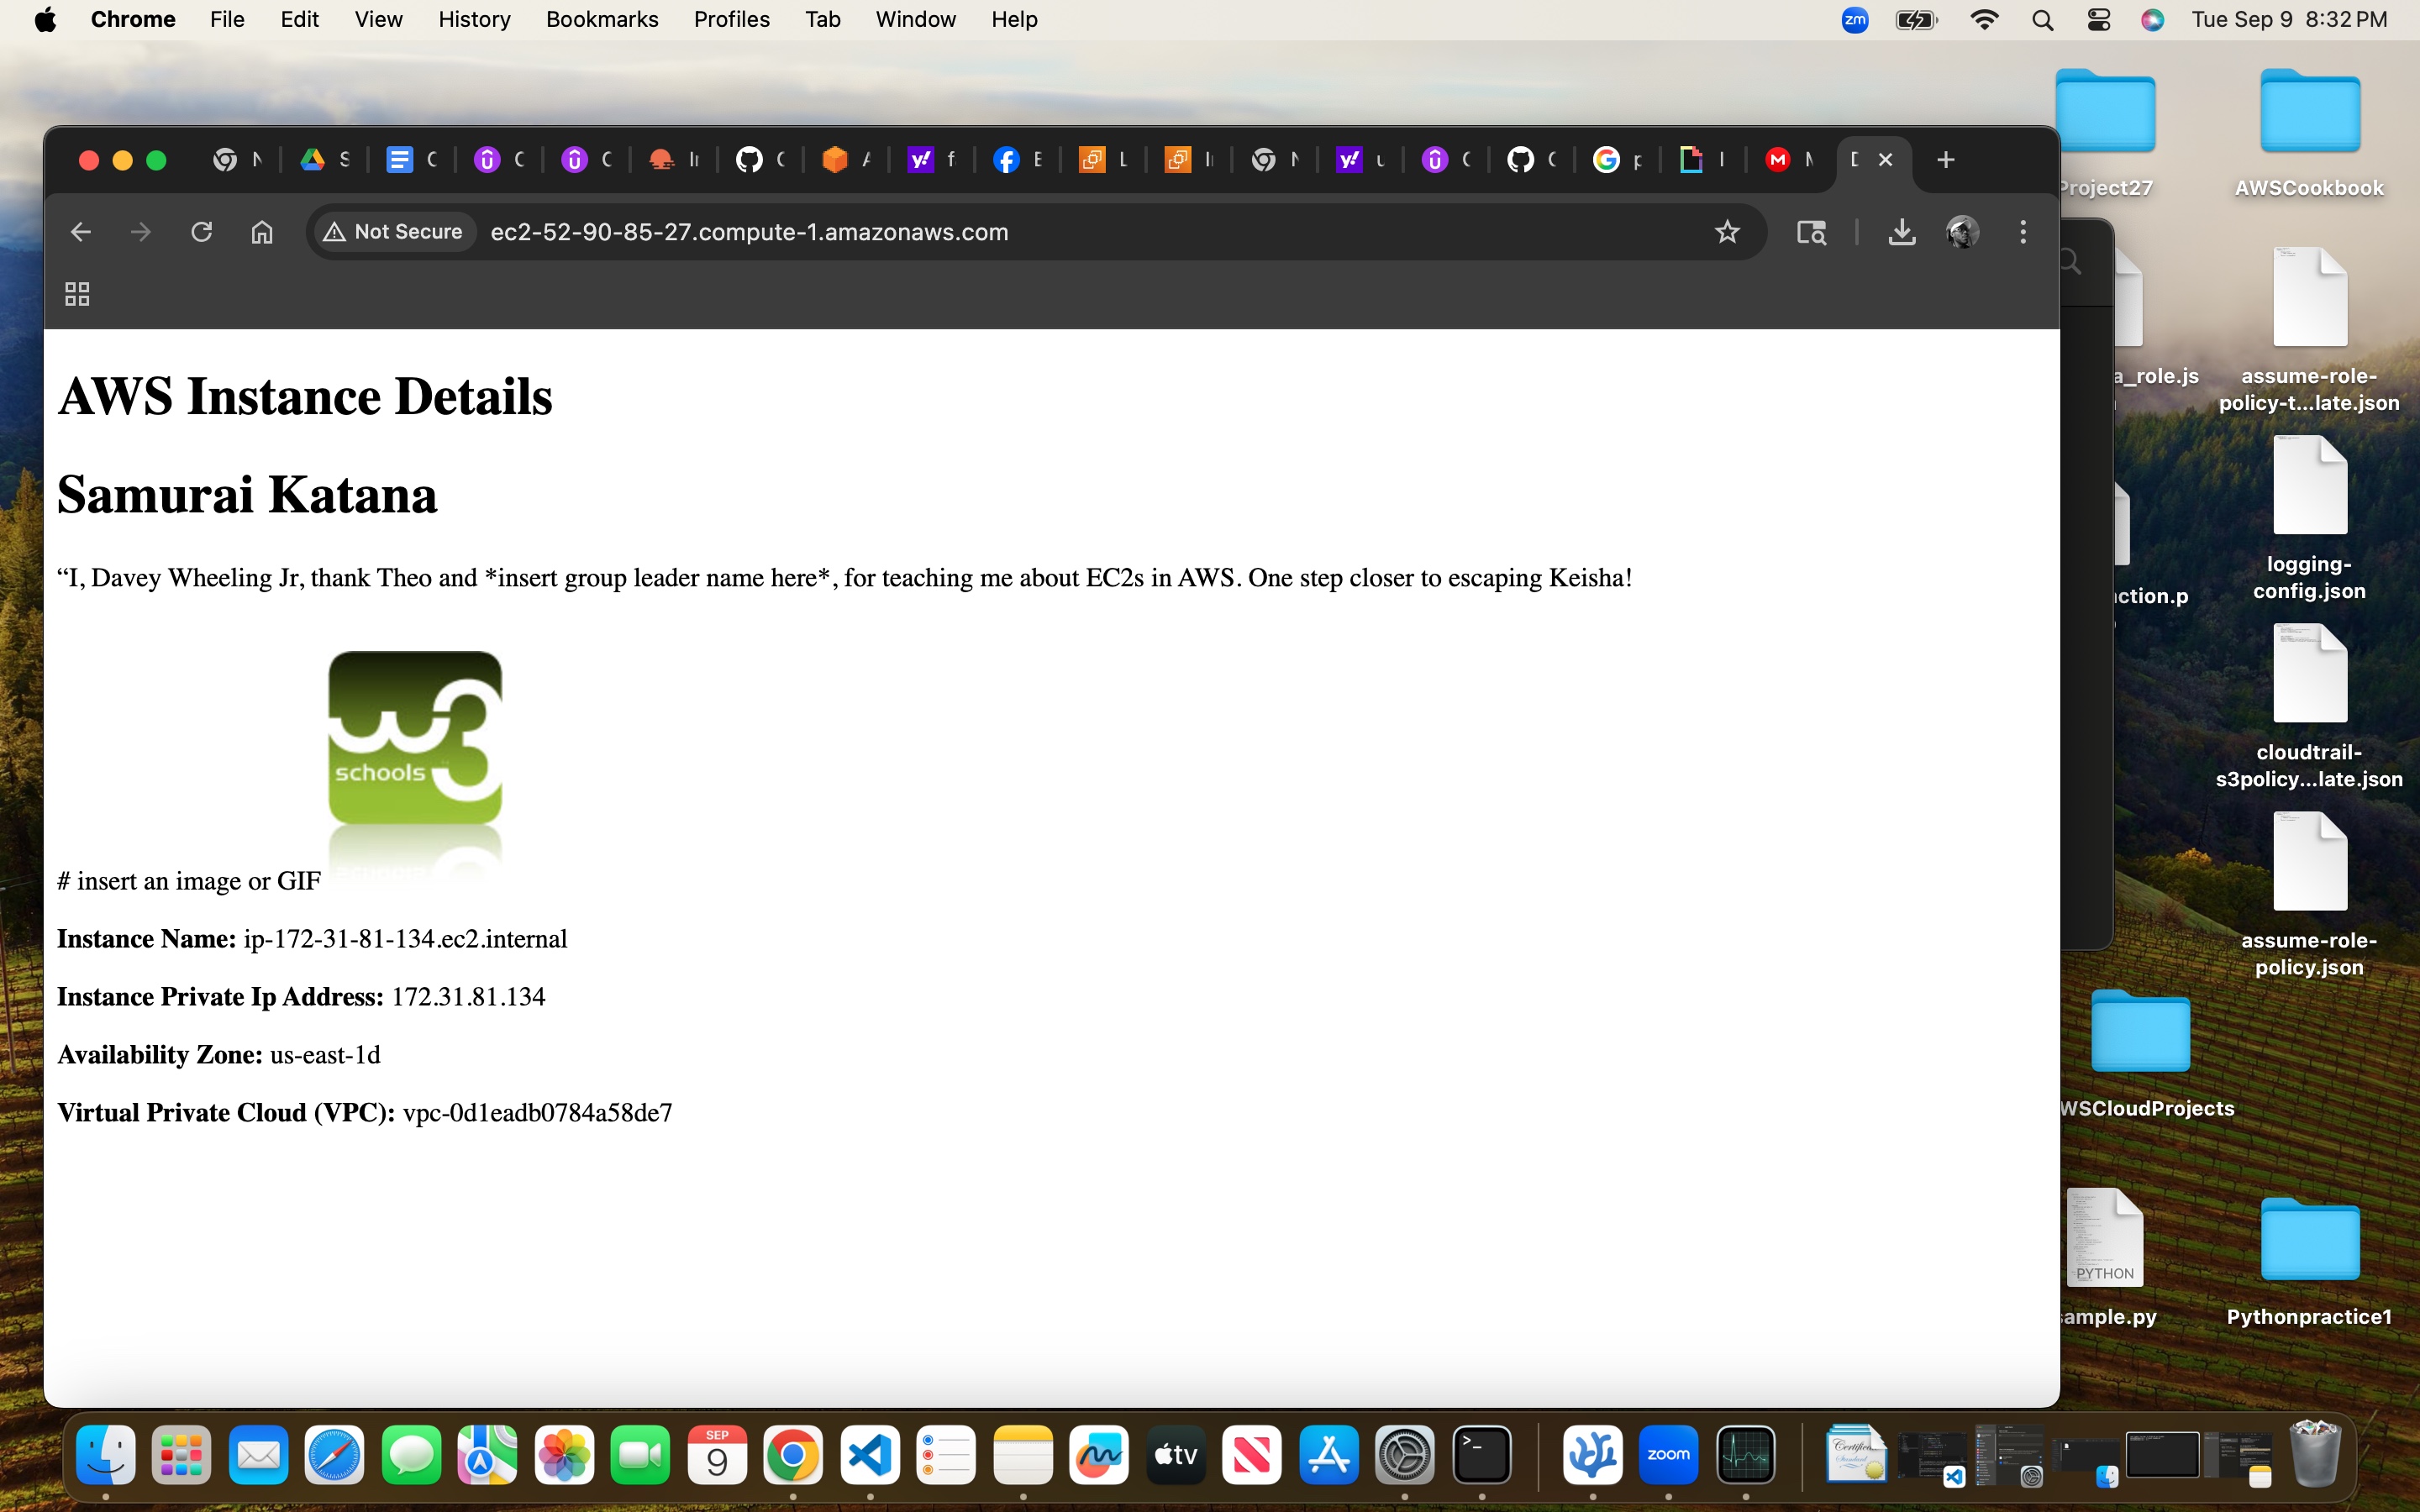 Chrome File Edit View History Bookmarks Profiles Tab Window Help
zm
Tue Sep 9 8:32 PM
Not Secure
ec2-52-90-85-27.compute-1.amazonaws.com
AWS Instance Details
Samurai Katana
“I, Davey Wheeling Jr, thank Theo and *insert group leader name here*, for teaching me about EC2s in AWS. One step closer to escaping Keisha!
w3
schools
# insert an image or GIF
Instance Name: ip-172-31-81-134.ec2.internal
Instance Private Ip Address: 172.31.81.134
Availability Zone: us-east-1d
Virtual Private Cloud (VPC): vpc-0d1eadb0784a58de7
Project27
AWSCookbook
a_role.js
assume-role-
policy-t...late.json
logging-
config.json
ction.p
cloudtrail-
s3policy...late.json
assume-role-
policy.json
WSCloudProjects
PYTHON
ample.py
Pythonpractice1
SEP
9
tv
zoom